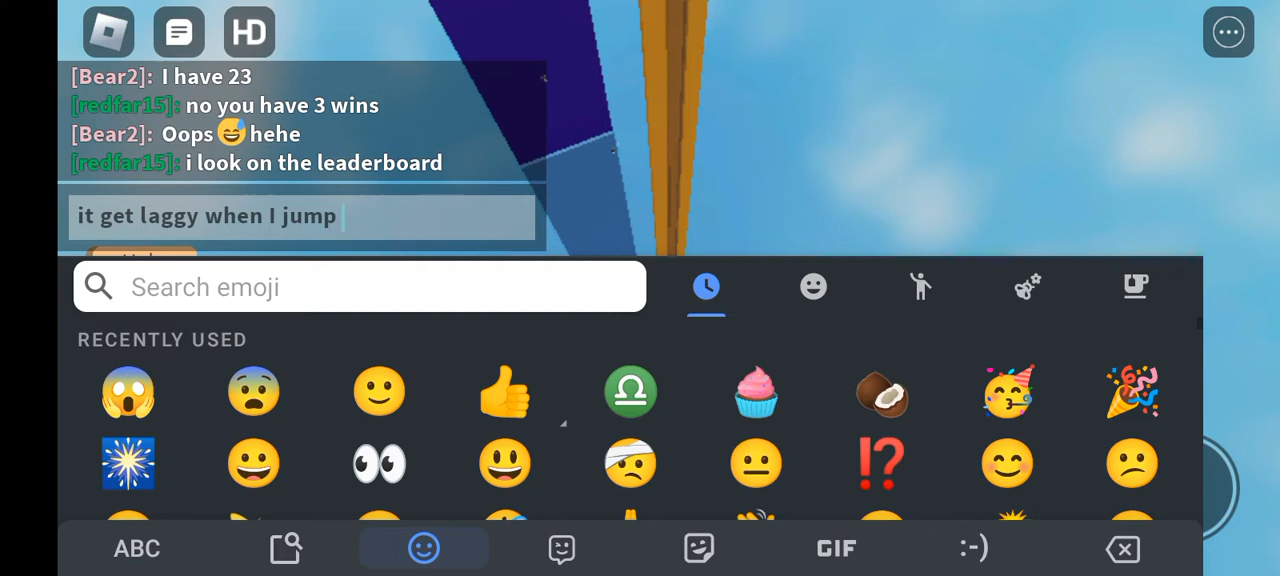 HD
[Bear2]: I have 23
[redfar15]: no you have 3 wins
[Bear2]: Oops😅hehe
[redfar15]: i look on the leaderboard
it get laggy when I jump
Search emoji
RECENTLY USED
ABC
GIF
:-)